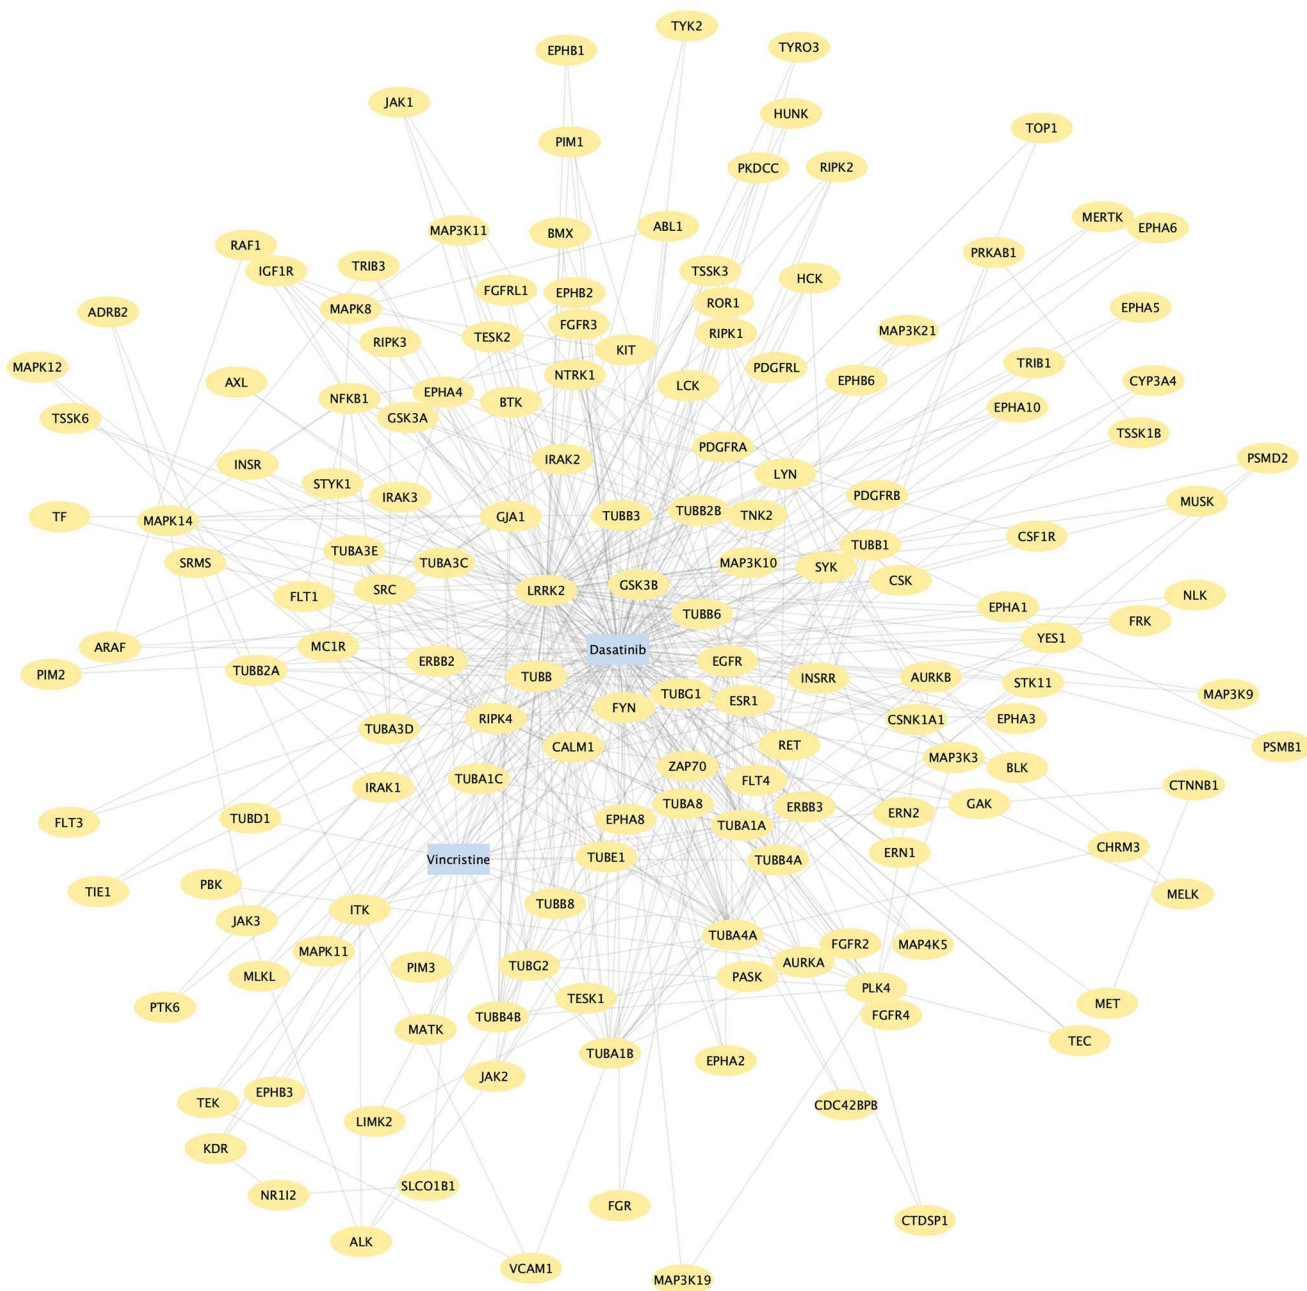 TYK2
EPHB1
TYRO3
JAK1
HUNK
TOP1
PIM1
PKDCC
RIPK2
MERTK
EPHA6
ABL1
MAP3K11
BMX
RAF1
PRKAB1
TRIB3
IGF1R
TSSK3
HCK
FGFRL1
EPHB2
ROR1
MAPK8
ADRB2
EPHA5
FGFR3
RIPK1
MAP3K21
TESK2
RIPK3
KIT
TRIB1
MAPK12
PDGFRL
NTRK1
AXL
LCK
EPHB6
CYP3A4
EPHA4
NFKB1
BTK
EPHA10
TSSK6
GSK3A
TSSK1B
PDGFRA
IRAK2
PSMD2
INSR
LYN
STYK1
IRAK3
PDGFRB
MUSK
TF
MAPK14
GJA1
TUBB3
TUBB2B
TNK2
CSF1R
TUBB1
TUBA3E
SRMS
TUBA3C
MAP3K10
SYK
CSK
LRRK2
GSK3B
SRC
FLT1
NLK
TUBB6
EPHA1
FRK
YES1
MC1R
ARAF
Dasatinib
ERBB2
EGFR
TUBB2A
PIM2
TUBB
INSRR
AURKB
STK11
TUBG1
MAP3K9
ESR1
FYN
RIPK4
CSNK1A1
EPHA3
TUBA3D
CALM1
RET
PSMB1
MAP3K3
ZAP70
BLK
TUBA1C
FLT4
IRAK1
CTNNB1
TUBA8
ERBB3
GAK
ERN2
FLT3
TUBD1
EPHA8
TUBA1A
CHRM3
ERN1
Vincristine
TUBE1
TUBB4A
PBK
TIE1
MELK
TUBB8
ITK
JAK3
TUBA4A
FGFR2
MAP4K5
MAPK11
AURKA
TUBG2
PIM3
MLKL
PASK
PLK4
TESK1
PTK6
MET
FGFR4
TUBB4B
MATK
TEC
TUBA1B
EPHA2
JAK2
EPHB3
TEK
CDC42BPB
LIMK2
KDR
SLCO1B1
NR1I2
FGR
CTDSP1
ALK
VCAM1
MAP3K19